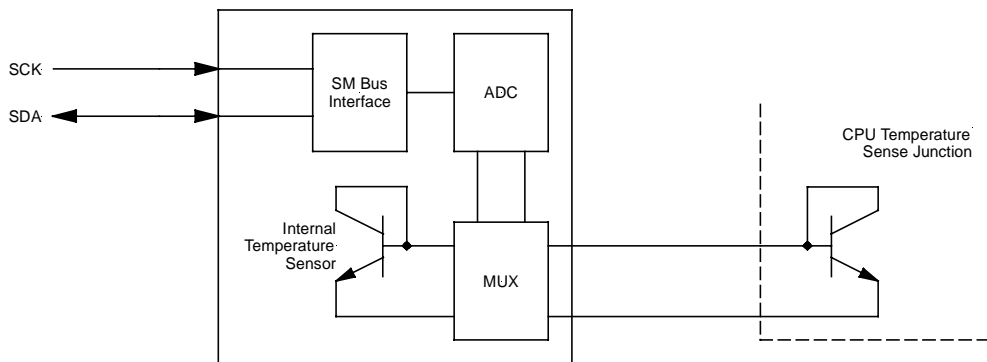 SCK
SDA
SM Bus
Interface
ADC
CPU Temperature
Sense Junction
Internal
Temperature
Sensor
MUX